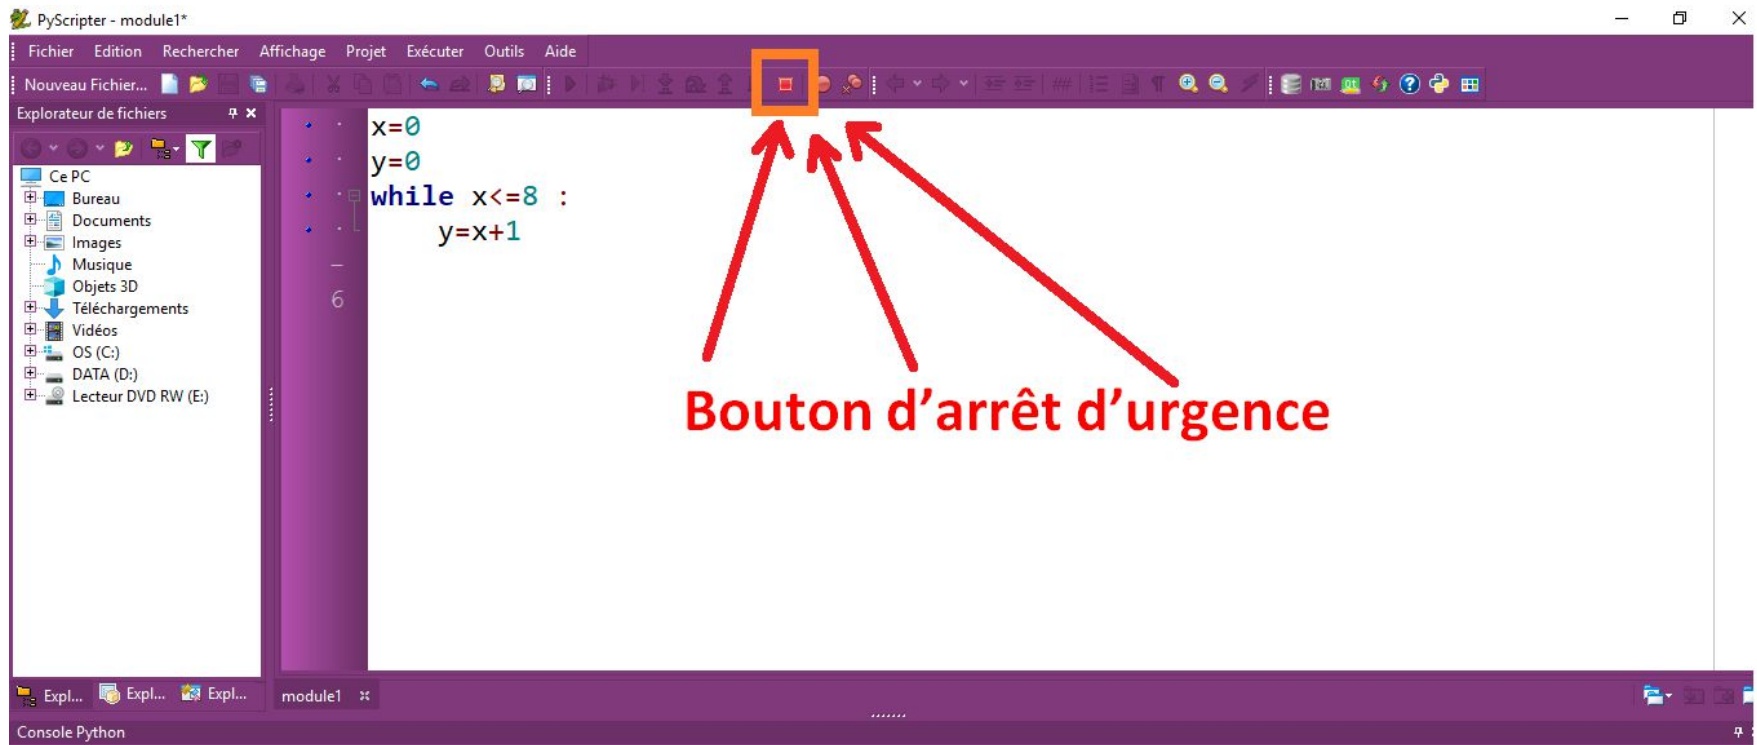 PyScripter - module1*
Fichier Edition Rechercher Affichage Projet Exécuter Outils Aide
Nouveau Fichier...
Explorateur de fichiers
Ce PC
Bureau
Documents
Images
Musique
Objets 3D
Téléchargements
Vidéos
OS (C:)
DATA (D:)
Lecteur DVD RW (E:)
x=0
y=0
while x<=8 :
y=x+1
6
Bouton d’arrêt d’urgence
Expl... Expl... Expl...
module1
Console Python